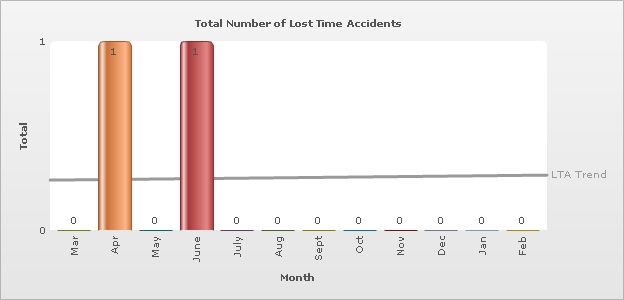 Total Number of Lost Time Accidents
1
0
Total
0 1 0 1 0 0 0 0 0 0 0 0
LTA Trend
Mar Apr May June July Aug Sept Oct Nov Dec Jan Feb
Month